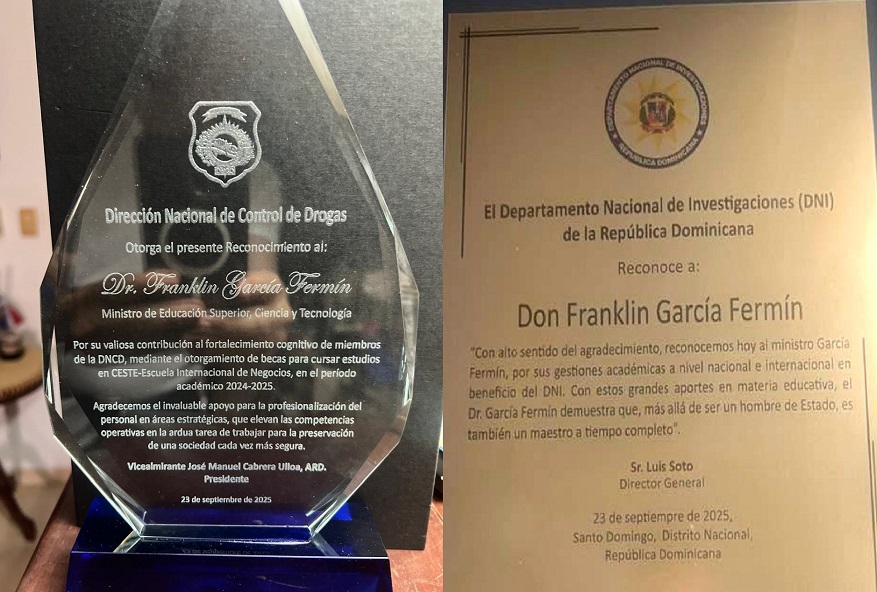 Dirección Nacional de Control de Drogas
Otorga el presente Reconocimiento al:
Dr. Franklin García Fermín
Ministro de Educación Superior, Ciencia y Tecnología
Por su valiosa contribución al fortalecimiento cognitivo de miembros
de la DNCD, mediante el otorgamiento de becas para cursar estudios
en CESTE-Escuela Internacional de Negocios, en el período
académico 2024-2025.
Agradecemos el invaluable apoyo para la profesionalización del
personal en áreas estratégicas, que elevan las competencias
operativas en la ardua tarea de trabajar para la preservación
de una sociedad cada vez más segura.
Vicealmirante José Manuel Cabrera Ulloa, ARD.
Presidente
23 de septiembre de 2025
DEPARTAMENTO NACIONAL DE INVESTIGACIONES
REPÚBLICA DOMINICANA
El Departamento Nacional de Investigaciones (DNI)
de la República Dominicana
Reconoce a:
Don Franklin García Fermín
"Con alto sentido del agradecimiento, reconocemos hoy al ministro García
Fermín, por sus gestiones académicas a nivel nacional e internacional en
beneficio del DNI. Con estos grandes aportes en materia educativa, el
Dr. García Fermín demuestra que, más allá de ser un hombre de Estado, es
también un maestro a tiempo completo".
Sr. Luis Soto
Director General
23 de septiembre de 2025,
Santo Domingo, Distrito Nacional,
República Dominicana